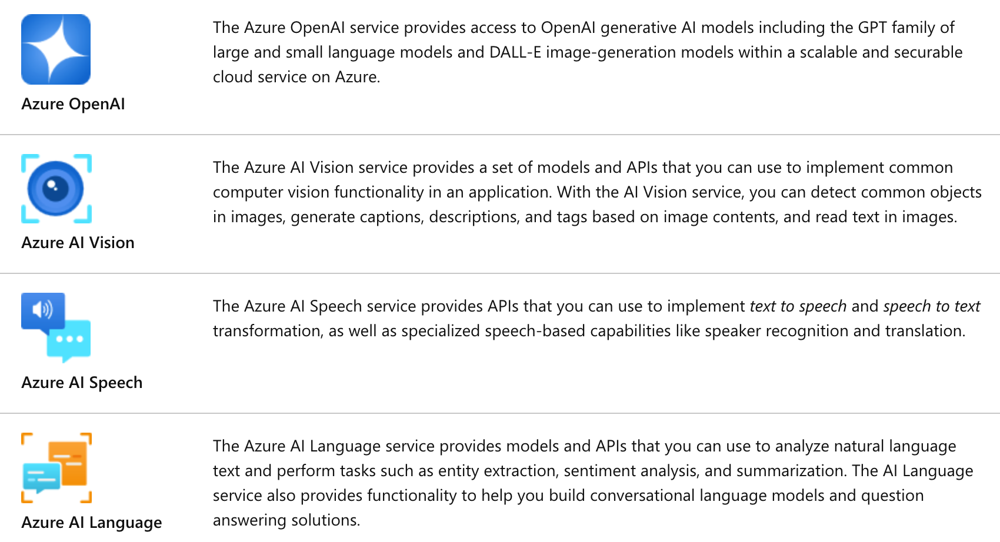 The Azure OpenAI service provides access to OpenAI generative AI models including the GPT family of
large and small language models and DALL-E image-generation models within a scalable and securable
cloud service on Azure.
Azure OpenAI
The Azure AI Vision service provides a set of models and APIs that you can use to implement common
computer vision functionality in an application. With the AI Vision service, you can detect common objects
in images, generate captions, descriptions, and tags based on image contents, and read text in images.
Azure AI Vision
The Azure AI Speech service provides APIs that you can use to implement text to speech and speech to text
transformation, as well as specialized speech-based capabilities like speaker recognition and translation.
Azure AI Speech
The Azure AI Language service provides models and APIs that you can use to analyze natural language
text and perform tasks such as entity extraction, sentiment analysis, and summarization. The AI Language
service also provides functionality to help you build conversational language models and question
answering solutions.
Azure AI Language